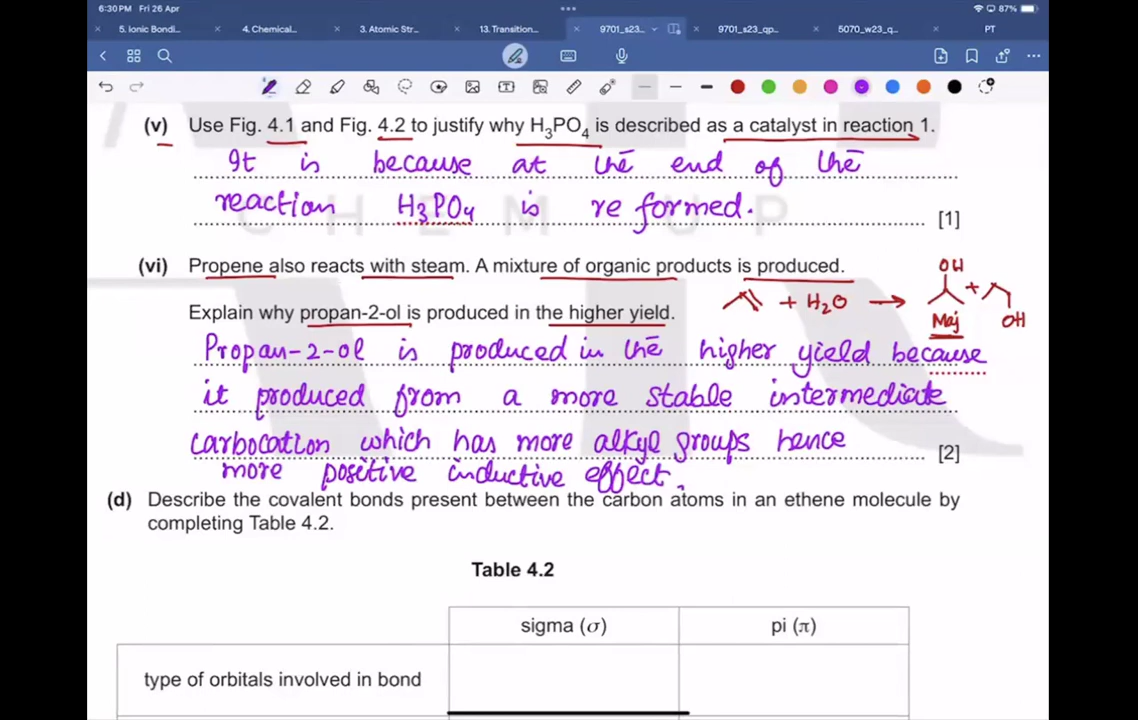 6:30 PM Fri 26 Apr
87%
5. Ionic Bondi...
4. Chemical...
3. Atomic Str...
13. Transition...
9701_s23...
9701_s23_qp...
5070_w23_q...
PT
(v) Use Fig. 4.1 and Fig. 4.2 to justify why H₃PO₄ is described as a catalyst in reaction 1.
It is because at the end of the
reaction H₃PO₄ is re formed.
[1]
CHEM UP
(vi) Propene also reacts with steam. A mixture of organic products is produced.
OH
+ H₂O → +
Explain why propan-2-ol is produced in the higher yield.
Maj OH
Propan-2-ol is produced in the higher yield because
it produced from a more stable intermediate
carbocation which has more alkyl groups hence
[2]
more positive inductive effect.
(d) Describe the covalent bonds present between the carbon atoms in an ethene molecule by
completing Table 4.2.
Table 4.2
sigma (σ) pi (π)
type of orbitals involved in bond